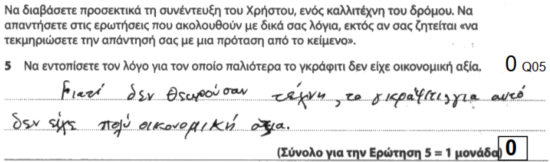 Να διαβάσετε προσεκτικά τη συνέντευξη του Χρήστου, ενός καλλιτέχνη του δρόμου. Να
απαντήσετε στις ερωτήσεις που ακολουθούν με δικά σας λόγια, εκτός αν σας ζητείται «να
τεκμηριώσετε την απάντησή σας με μια πρόταση από το κείμενο».
5 Να εντοπίσετε τον λόγο για τον οποίο παλιότερα το γκράφιτι δεν είχε οικονομική αξία. 0 Q05
Γιατί δεν θεωρούσαν τέχνη, το γκράφιτι, για αυτό
δεν είχε πολύ οικονομική αξια.
(Σύνολο για την Ερώτηση 5 = 1 μονάδα) 0